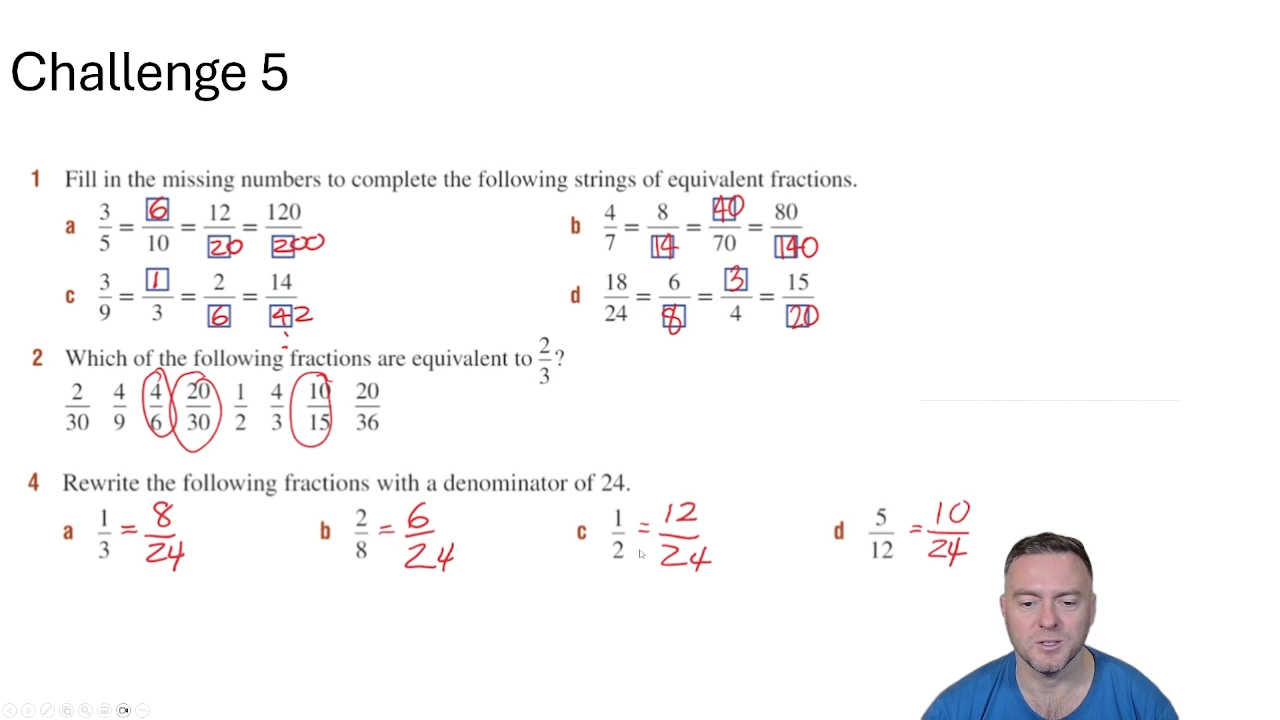 Challenge 5
1 Fill in the missing numbers to complete the following strings of equivalent fractions.
a 3/5 = 6/10 = 12/20 = 120/200
b 4/7 = 8/14 = 40/70 = 80/140
c 3/9 = 1/3 = 2/6 = 14/42
d 18/24 = 6/8 = 3/4 = 15/20
2 Which of the following fractions are equivalent to 2/3?
2/30 4/9 4/6 20/30 1/2 4/3 10/15 20/36
4 Rewrite the following fractions with a denominator of 24.
a 1/3 = 8/24 b 2/8 = 6/24 c 1/2 = 12/24 d 5/12 = 10/24